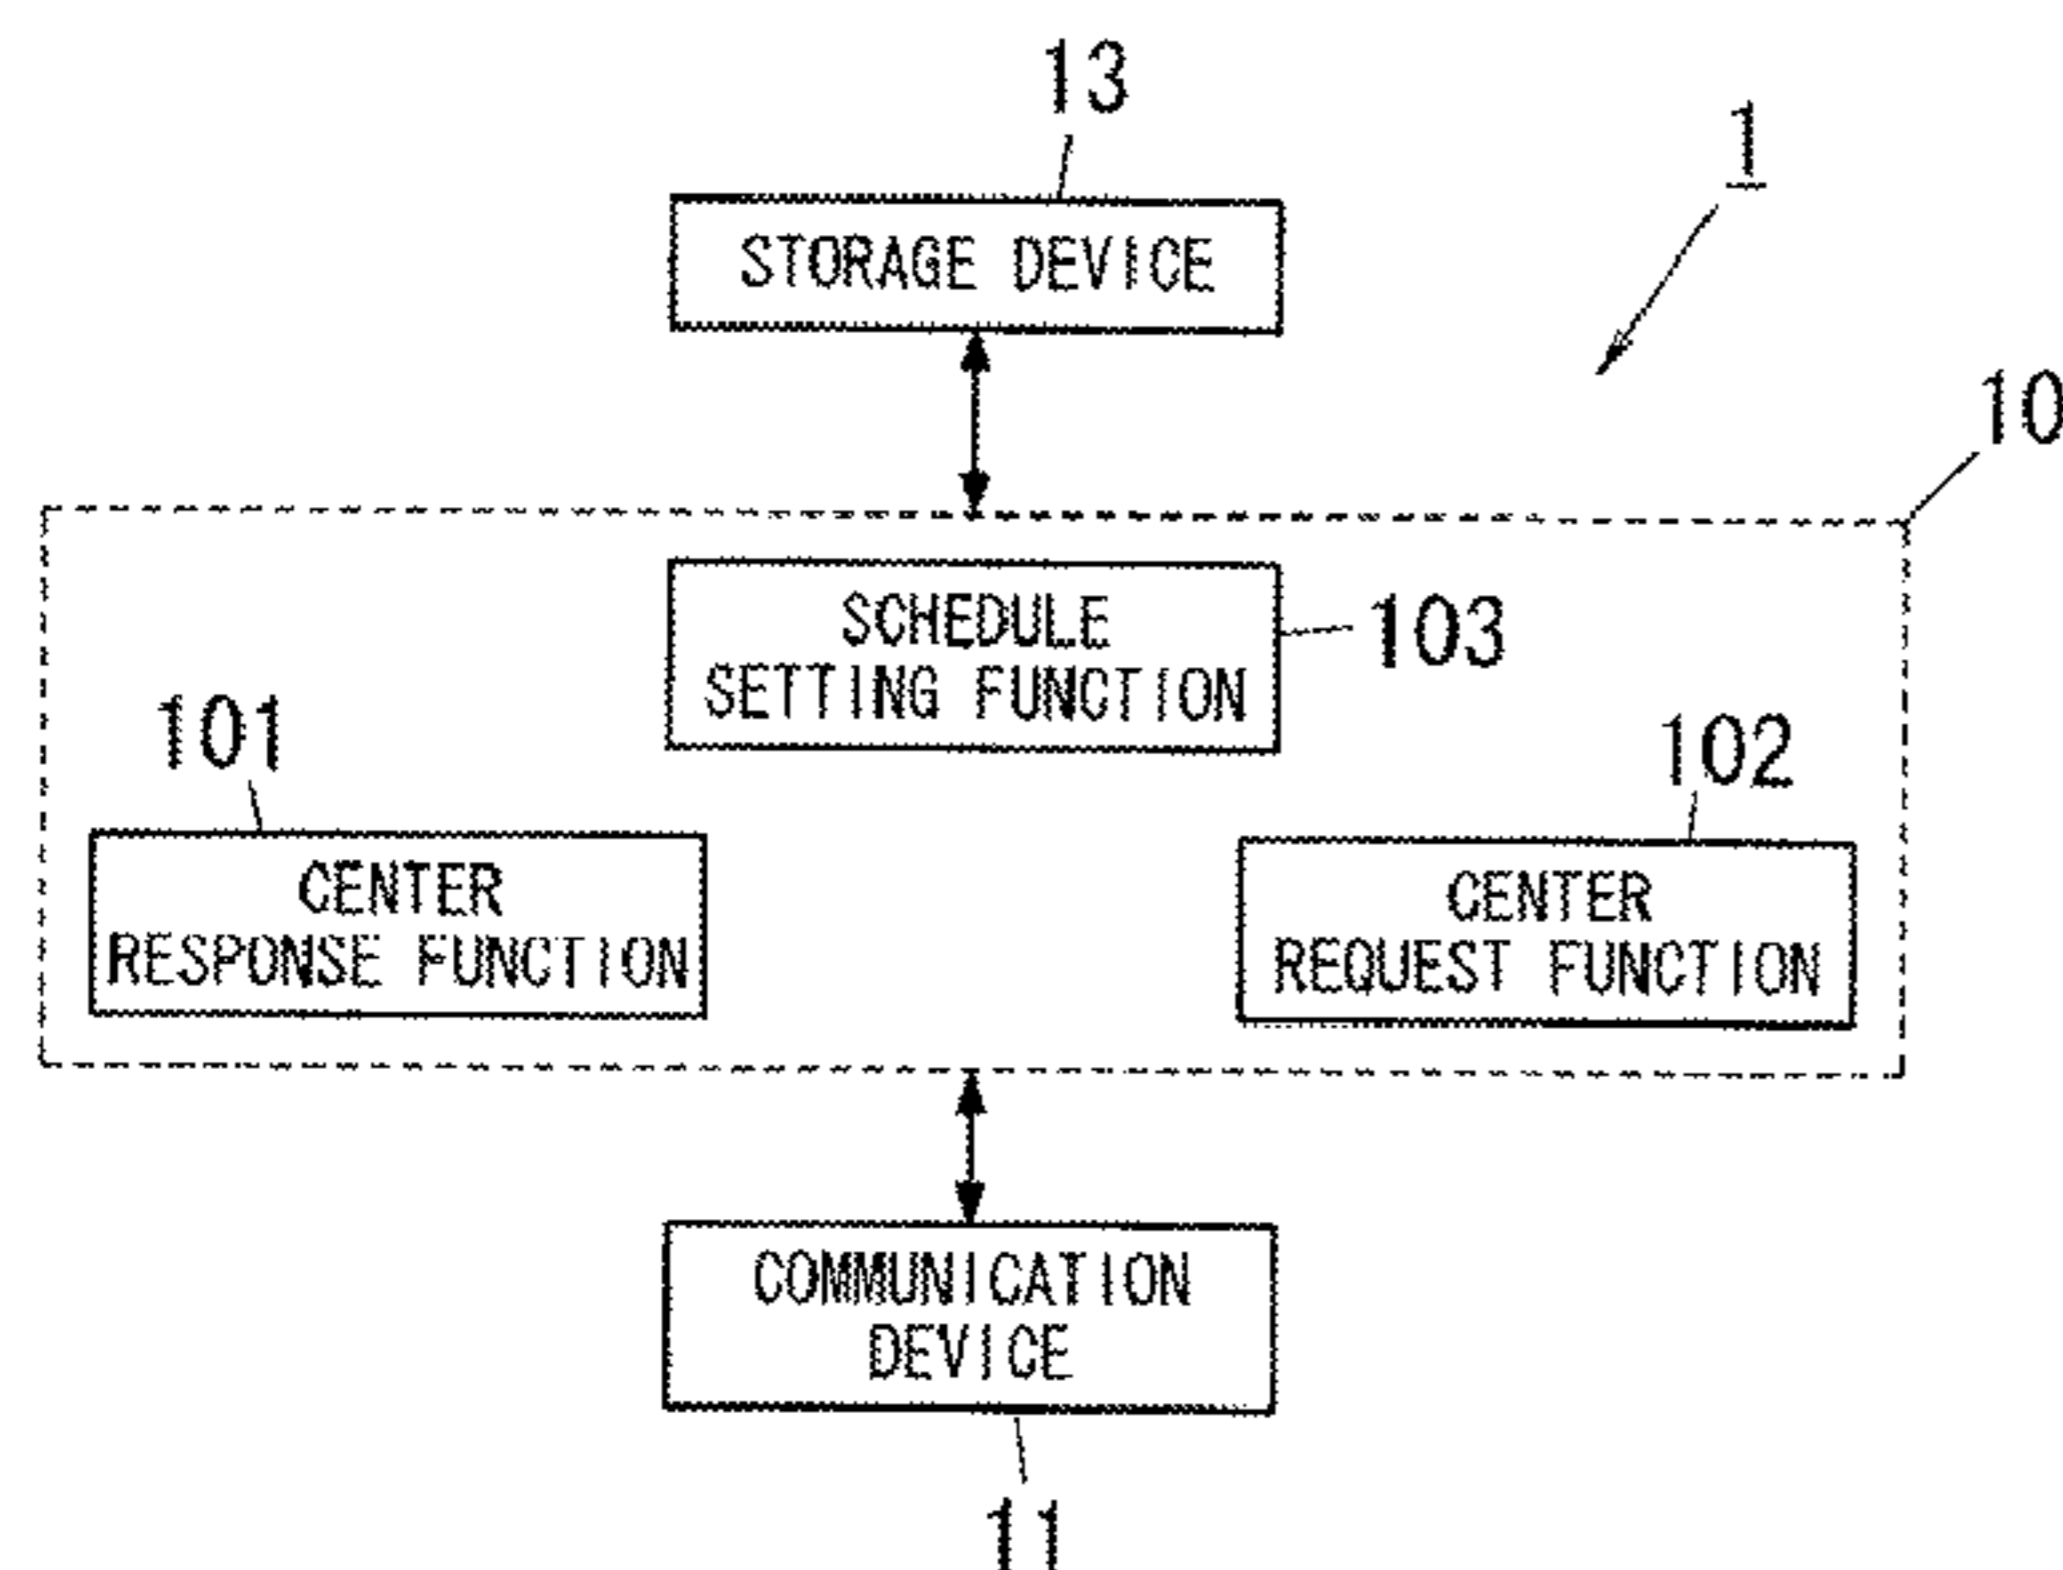 13
1
STORAGE DEVICE
10
SCHEDULE
SETTING FUNCTION
103
101
102
CENTER
RESPONSE FUNCTION
CENTER
REQUEST FUNCTION
COMMUNICATION
DEVICE
11